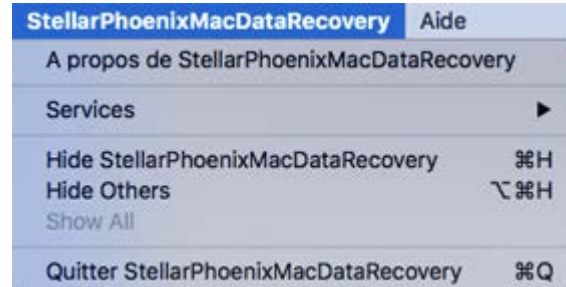 StellarPhoenixMacDataRecovery Aide
A propos de StellarPhoenixMacDataRecovery
Services ▶
Hide StellarPhoenixMacDataRecovery ⌘H
Hide Others ⌥⌘H
Show All
Quitter StellarPhoenixMacDataRecovery ⌘Q